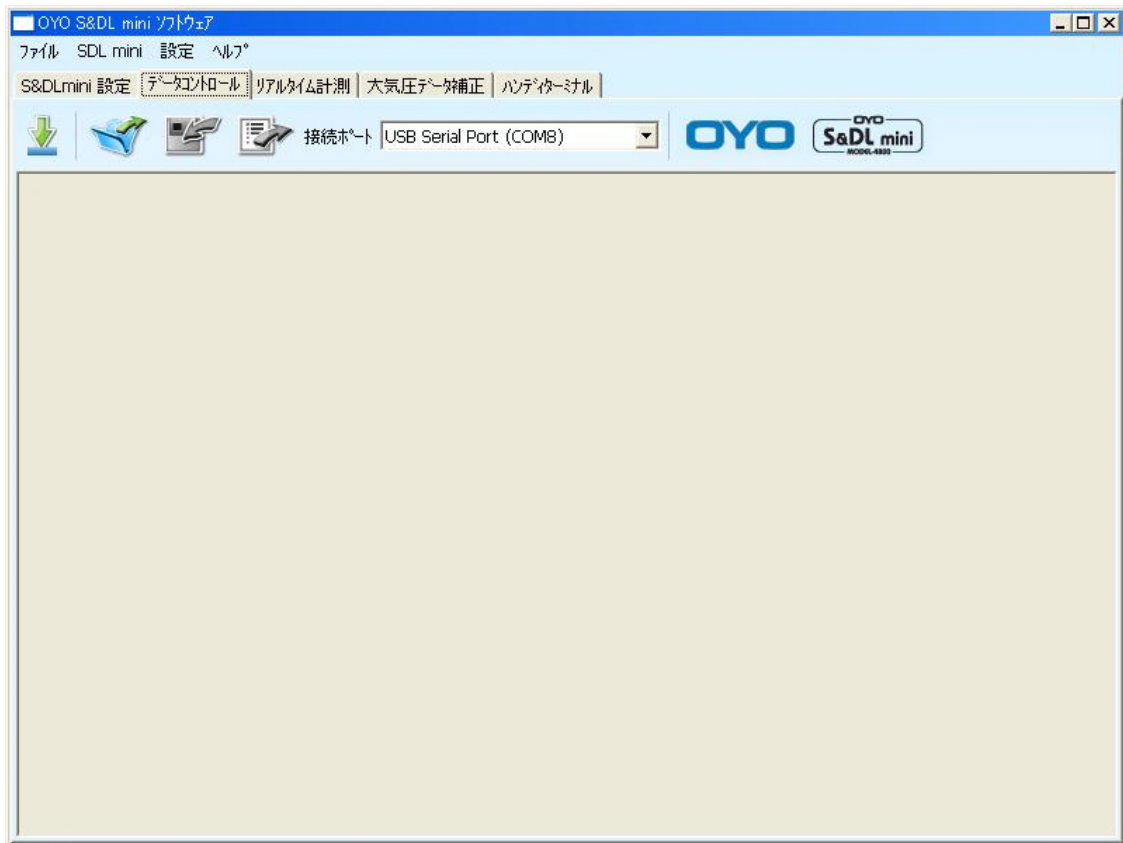 OYO S&DL mini ソフトウェア
ファイル SDL mini 設定 ヘルプ
S&DLmini 設定 データコントロール リアルタイム計測 大気圧データ補正 ハンディターミナル
接続ポート USB Serial Port (COM8) OYO
OYO
S&DL mini
MODEL-4800